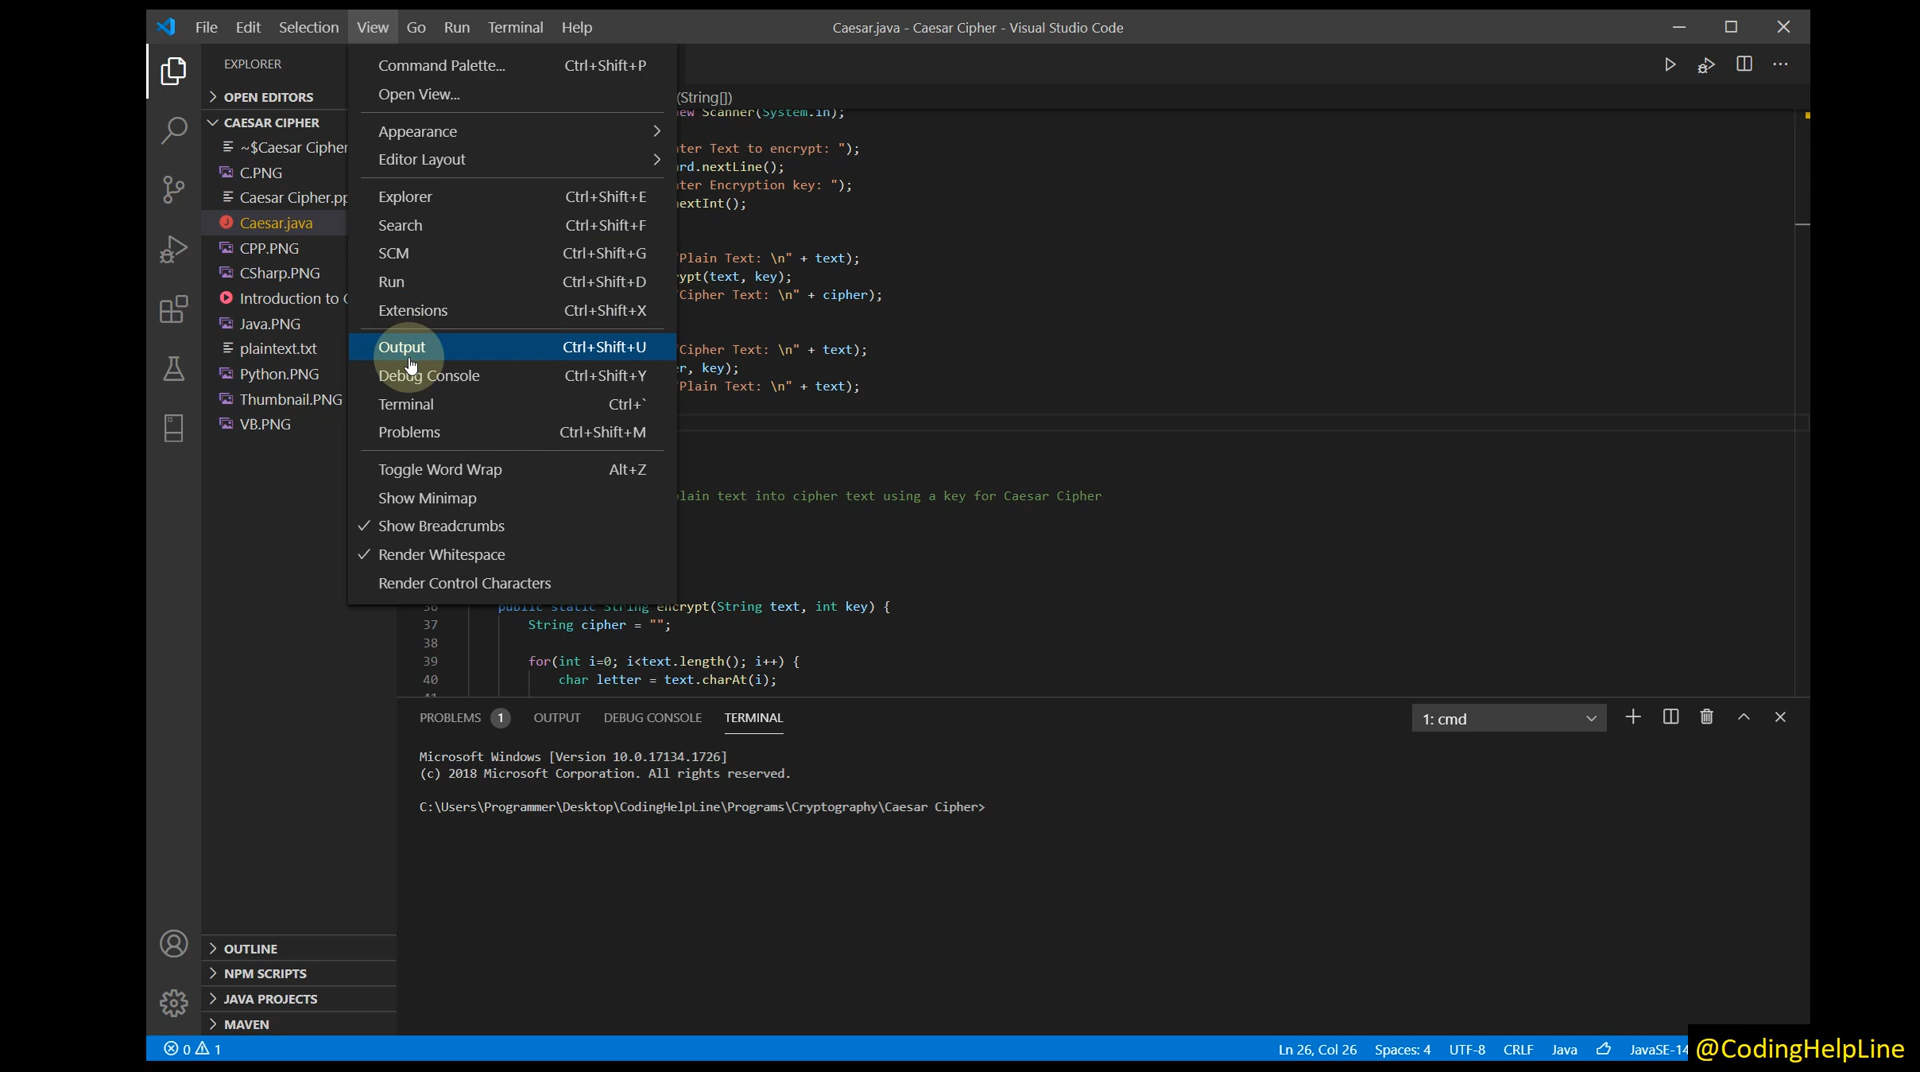 File Edit Selection View Go Run Terminal Help
Caesar.java - Caesar Cipher - Visual Studio Code
EXPLORER
OPEN EDITORS
CAESAR CIPHER
~$Caesar Cipher
C.PNG
Caesar Cipher.pp
Caesar.java
CPP.PNG
CSharp.PNG
Introduction to C
Java.PNG
plaintext.txt
Python.PNG
Thumbnail.PNG
VB.PNG
OUTLINE
NPM SCRIPTS
JAVA PROJECTS
MAVEN
Command Palette... Ctrl+Shift+P
Open View...
Appearance
Editor Layout
Explorer Ctrl+Shift+E
Search Ctrl+Shift+F
SCM Ctrl+Shift+G
Run Ctrl+Shift+D
Extensions Ctrl+Shift+X
Output Ctrl+Shift+U
Debug Console Ctrl+Shift+Y
Terminal Ctrl+`
Problems Ctrl+Shift+M
Toggle Word Wrap Alt+Z
Show Minimap
Show Breadcrumbs
Render Whitespace
Render Control Characters
(String[])
ew Scanner(System.in);
ter Text to encrypt: ");
rd.nextLine();
ter Encryption key: ");
extInt();
"Plain Text: \n" + text);
ypt(text, key);
"Cipher Text: \n" + cipher);
"Cipher Text: \n" + text);
r, key);
"Plain Text: \n" + text);
lain text into cipher text using a key for Caesar Cipher
36 public static String encrypt(String text, int key) {
37 String cipher = "";
38
39 for(int i=0; i<text.length(); i++) {
40 char letter = text.charAt(i);
41
PROBLEMS 1 OUTPUT DEBUG CONSOLE TERMINAL
1: cmd
Microsoft Windows [Version 10.0.17134.1726]
(c) 2018 Microsoft Corporation. All rights reserved.
C:\Users\Programmer\Desktop\CodingHelpLine\Programs\Cryptography\Caesar Cipher>
0 1
Ln 26, Col 26 Spaces: 4 UTF-8 CRLF Java JavaSE-14
@CodingHelpLine